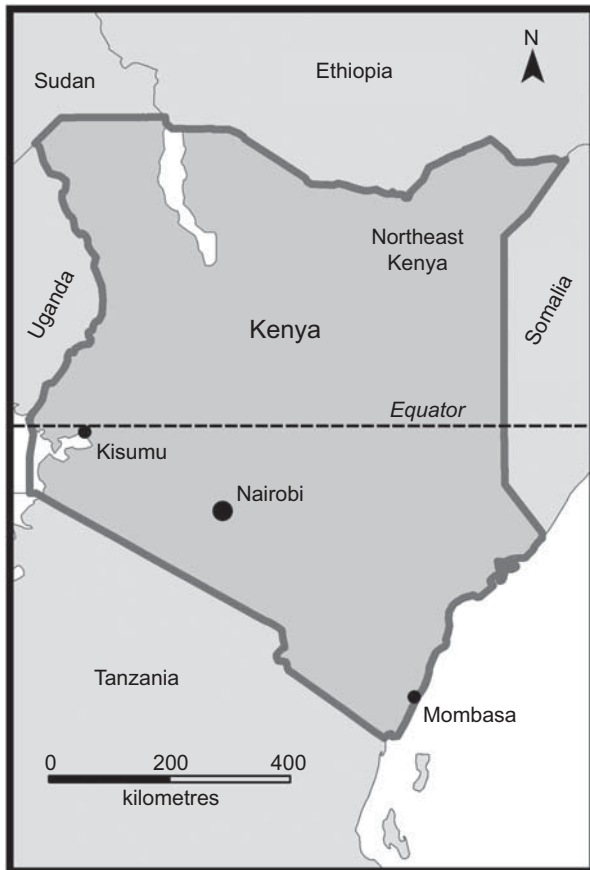 N
Ethiopia
Sudan
Northeast
Kenya
Uganda
Somalia
Kenya
Equator
Kisumu
Nairobi
Tanzania
Mombasa
0 200 400
kilometres